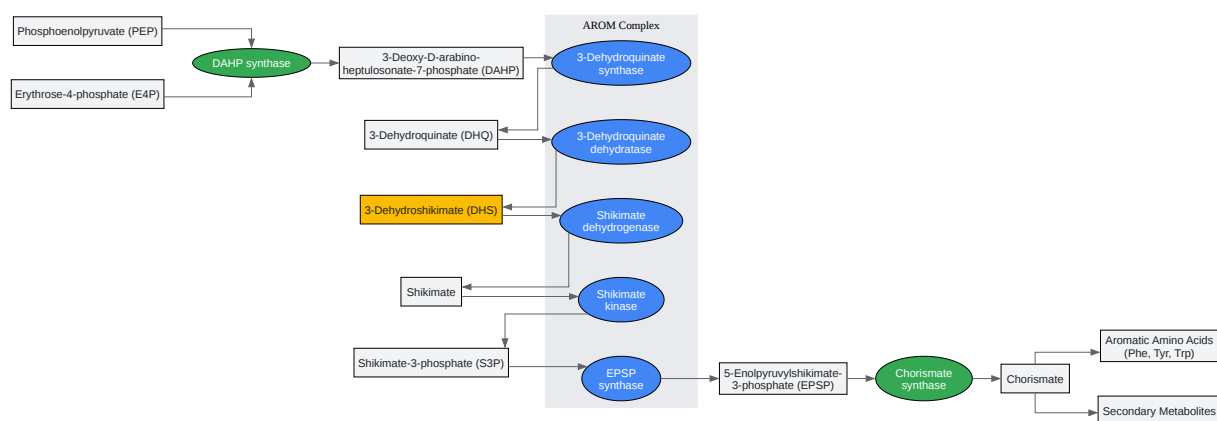 AROM Complex
Phosphoenolpyruvate (PEP)
DAHP synthase
3-Deoxy-D-arabino-
heptulosonate-7-phosphate (DAHP)
3-Dehydroquinate
synthase
Erythrose-4-phosphate (E4P)
3-Dehydroquinate (DHQ)
3-Dehydroquinate
dehydratase
3-Dehydroshikimate (DHS)
Shikimate
dehydrogenase
Shikimate
Shikimate
kinase
Shikimate-3-phosphate (S3P)
EPSP
synthase
5-Enolpyruvylshikimate-
3-phosphate (EPSP)
Chorismate
synthase
Chorismate
Aromatic Amino Acids
(Phe, Tyr, Trp)
Secondary Metabolites